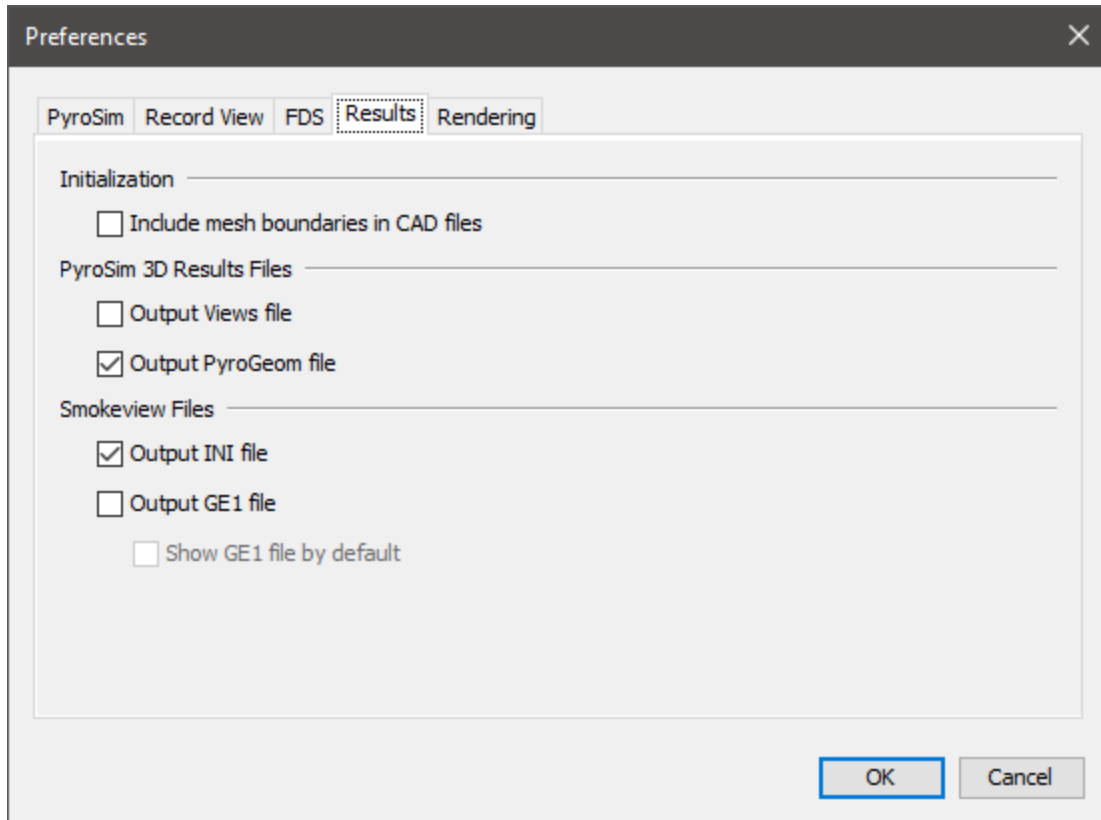 Preferences
PyroSim Record View FDS Results Rendering
Initialization
Include mesh boundaries in CAD files
PyroSim 3D Results Files
Output Views file
Output PyroGeom file
Smokeview Files
Output INI file
Output GE1 file
Show GE1 file by default
OK Cancel